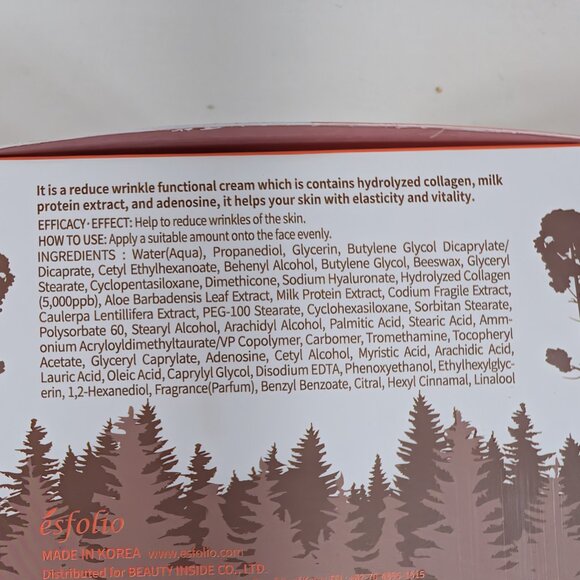 It is a reduce wrinkle functional cream which is contains hydrolyzed collagen, milk
protein extract, and adenosine, it helps your skin with elasticity and vitality.
EFFICACY·EFFECT: Help to reduce wrinkles of the skin.
HOW TO USE: Apply a suitable amount onto the face evenly.
INGREDIENTS : Water(Aqua), Propanediol, Glycerin, Butylene Glycol Dicaprylate/
Dicaprate, Cetyl Ethylhexanoate, Behenyl Alcohol, Butylene Glycol, Beeswax, Glyceryl
Stearate, Cyclopentasiloxane, Dimethicone, Sodium Hyaluronate, Hydrolyzed Collagen
(5,000ppb), Aloe Barbadensis Leaf Extract, Milk Protein Extract, Codium Fragile Extract,
Caulerpa Lentillifera Extract, PEG-100 Stearate, Cyclohexasiloxane, Sorbitan Stearate,
Polysorbate 60, Stearyl Alcohol, Arachidyl Alcohol, Palmitic Acid, Stearic Acid, Amm-
onium Acryloyldimethyltaurate/VP Copolymer, Carbomer, Tromethamine, Tocopheryl
Acetate, Glyceryl Caprylate, Adenosine, Cetyl Alcohol, Myristic Acid, Arachidic Acid,
Lauric Acid, Oleic Acid, Caprylyl Glycol, Disodium EDTA, Phenoxyethanol, Ethylhexylglyc-
erin, 1,2-Hexanediol, Fragrance(Parfum), Benzyl Benzoate, Citral, Hexyl Cinnamal, Linalool
ésfolio
MADE IN KOREA www.esfolio.com
Distributed for BEAUTY INSIDE CO., LTD.